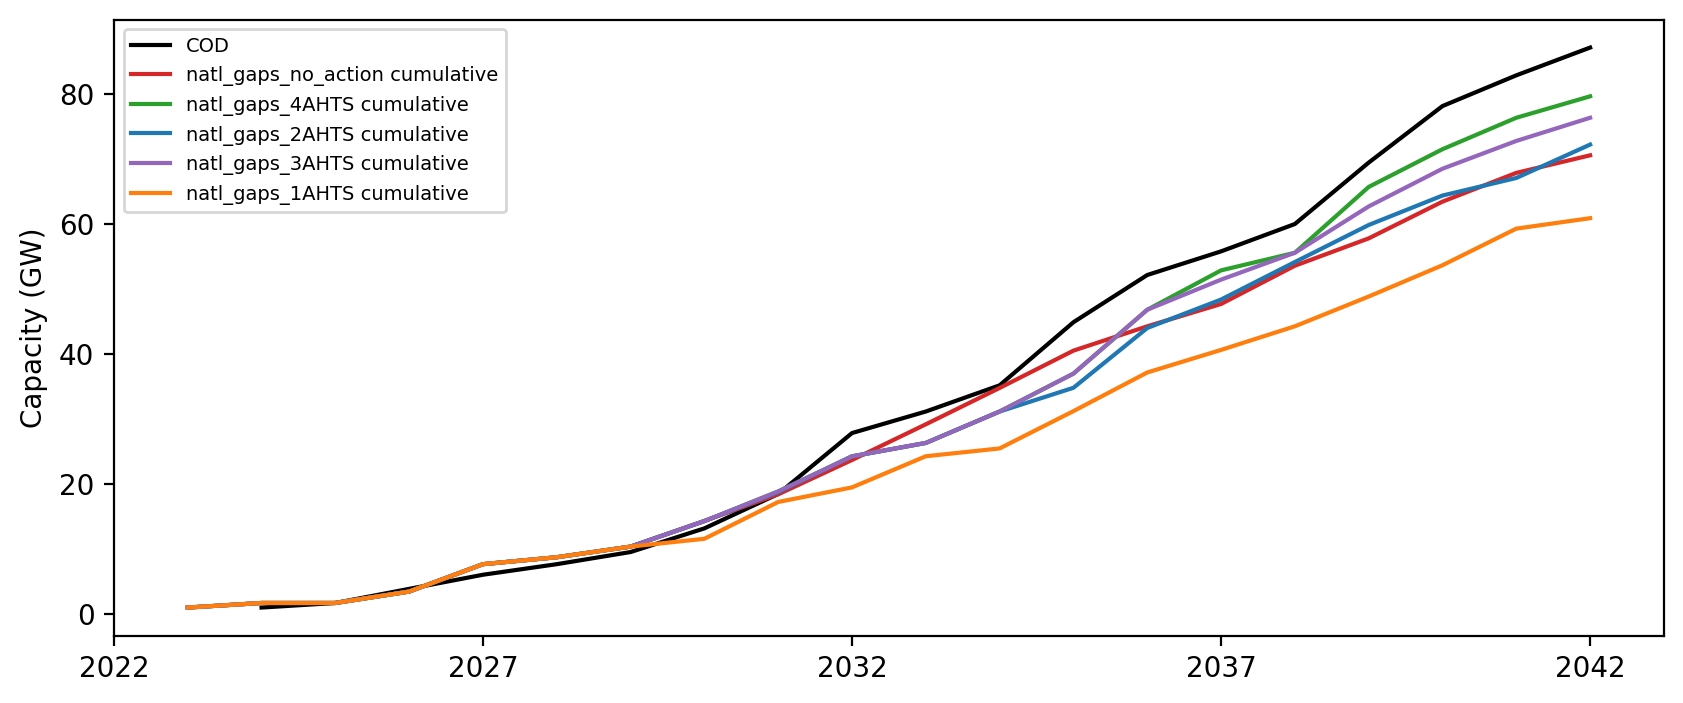 COD
natl_gaps_no_action cumulative
natl_gaps_4AHTS cumulative
natl_gaps_2AHTS cumulative
natl_gaps_3AHTS cumulative
natl_gaps_1AHTS cumulative
Capacity (GW)
80
60
40
20
0
2022 2027 2032 2037 2042